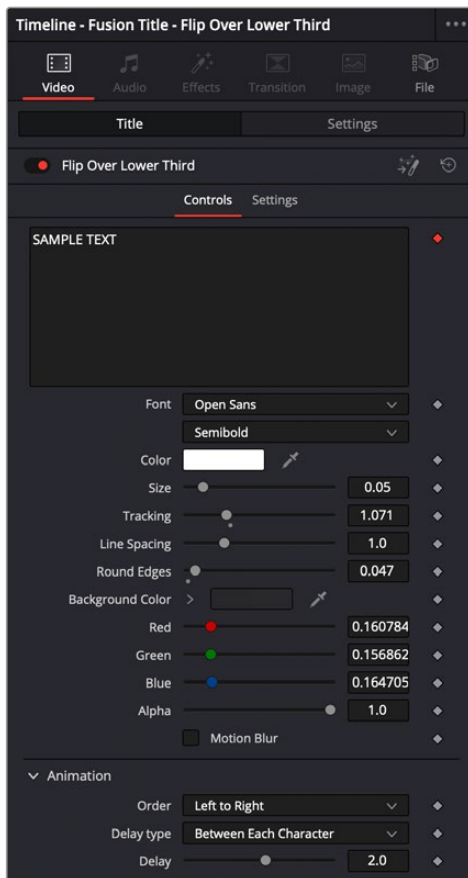 Timeline - Fusion Title - Flip Over Lower Third
Video Audio Effects Transition Image File
Title Settings
Flip Over Lower Third
Controls Settings
SAMPLE TEXT
Font Open Sans
Semibold
Color
Size 0.05
Tracking 1.071
Line Spacing 1.0
Round Edges 0.047
Background Color
Red 0.160784
Green 0.156862
Blue 0.164705
Alpha 1.0
Motion Blur
Animation
Order Left to Right
Delay type Between Each Character
Delay 2.0